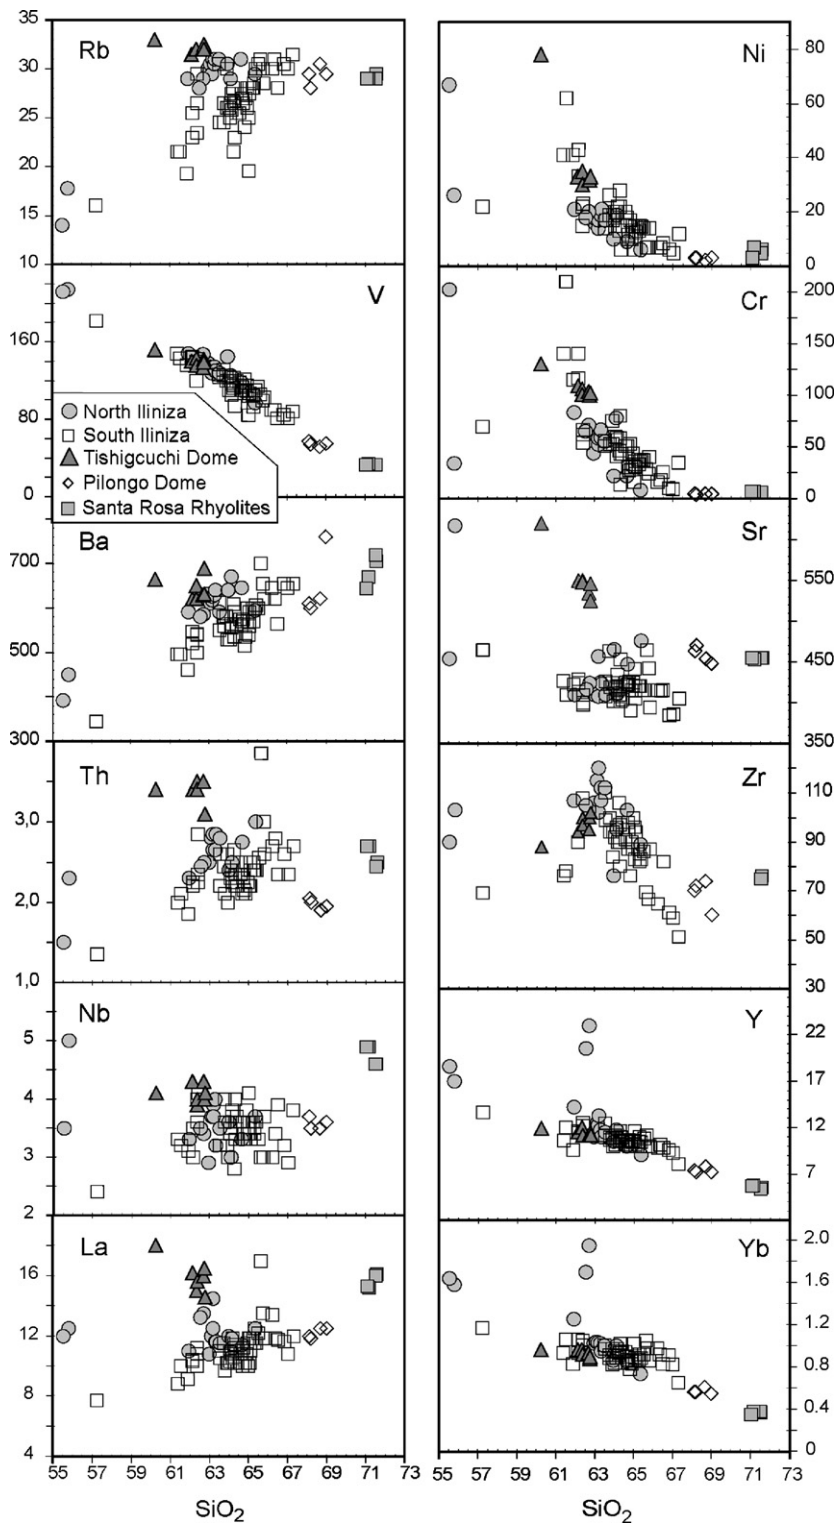 35
Rb
30
25
20
15
10
V
160
80
0
North Iliniza
South Iliniza
Tishigcuchi Dome
Pilongo Dome
Santa Rosa Rhyolites
Ba
700
500
300
Th
3,0
2,0
1,0
Nb
5
4
3
2
La
16
12
8
4
55 57 59 61 63 65 67 69 71 73
SiO₂
Ni
80
60
40
20
0
Cr
200
150
100
50
0
Sr
550
450
350
Zr
110
90
70
50
30
Y
22
17
12
7
Yb
2.0
1.6
1.2
0.8
0.4
0
55 57 59 61 63 65 67 69 71 73
SiO₂